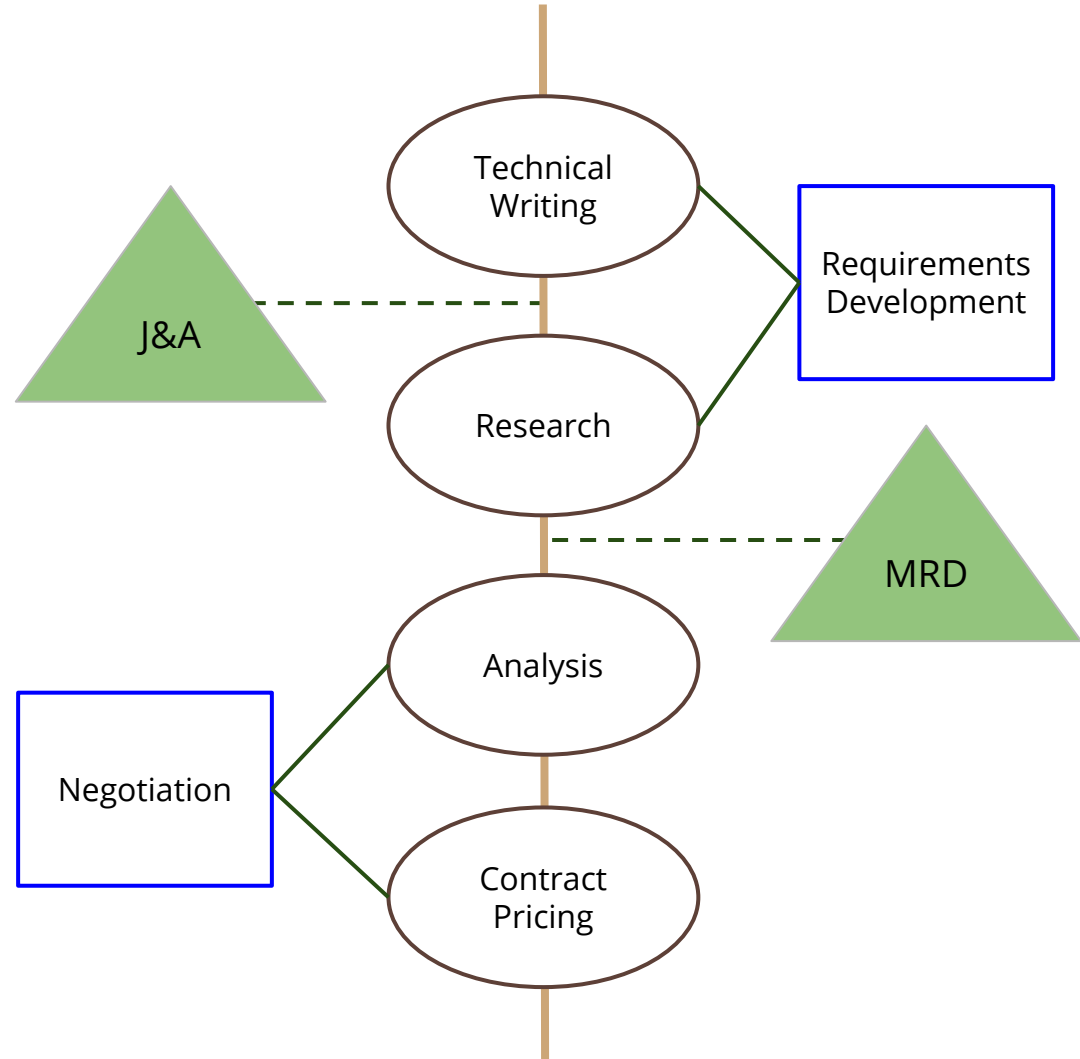 Technical
Writing
Requirements
Development
J&A
Research
MRD
Analysis
Negotiation
Contract
Pricing